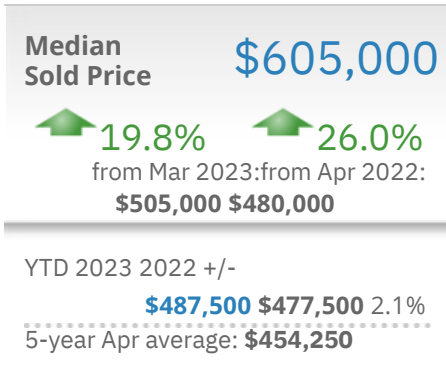 Median
Sold Price
$605,000
19.8%
26.0%
from Mar 2023:from Apr 2022:
$505,000 $480,000
YTD 2023 2022 +/-
$487,500 $477,500 2.1%
5-year Apr average: $454,250